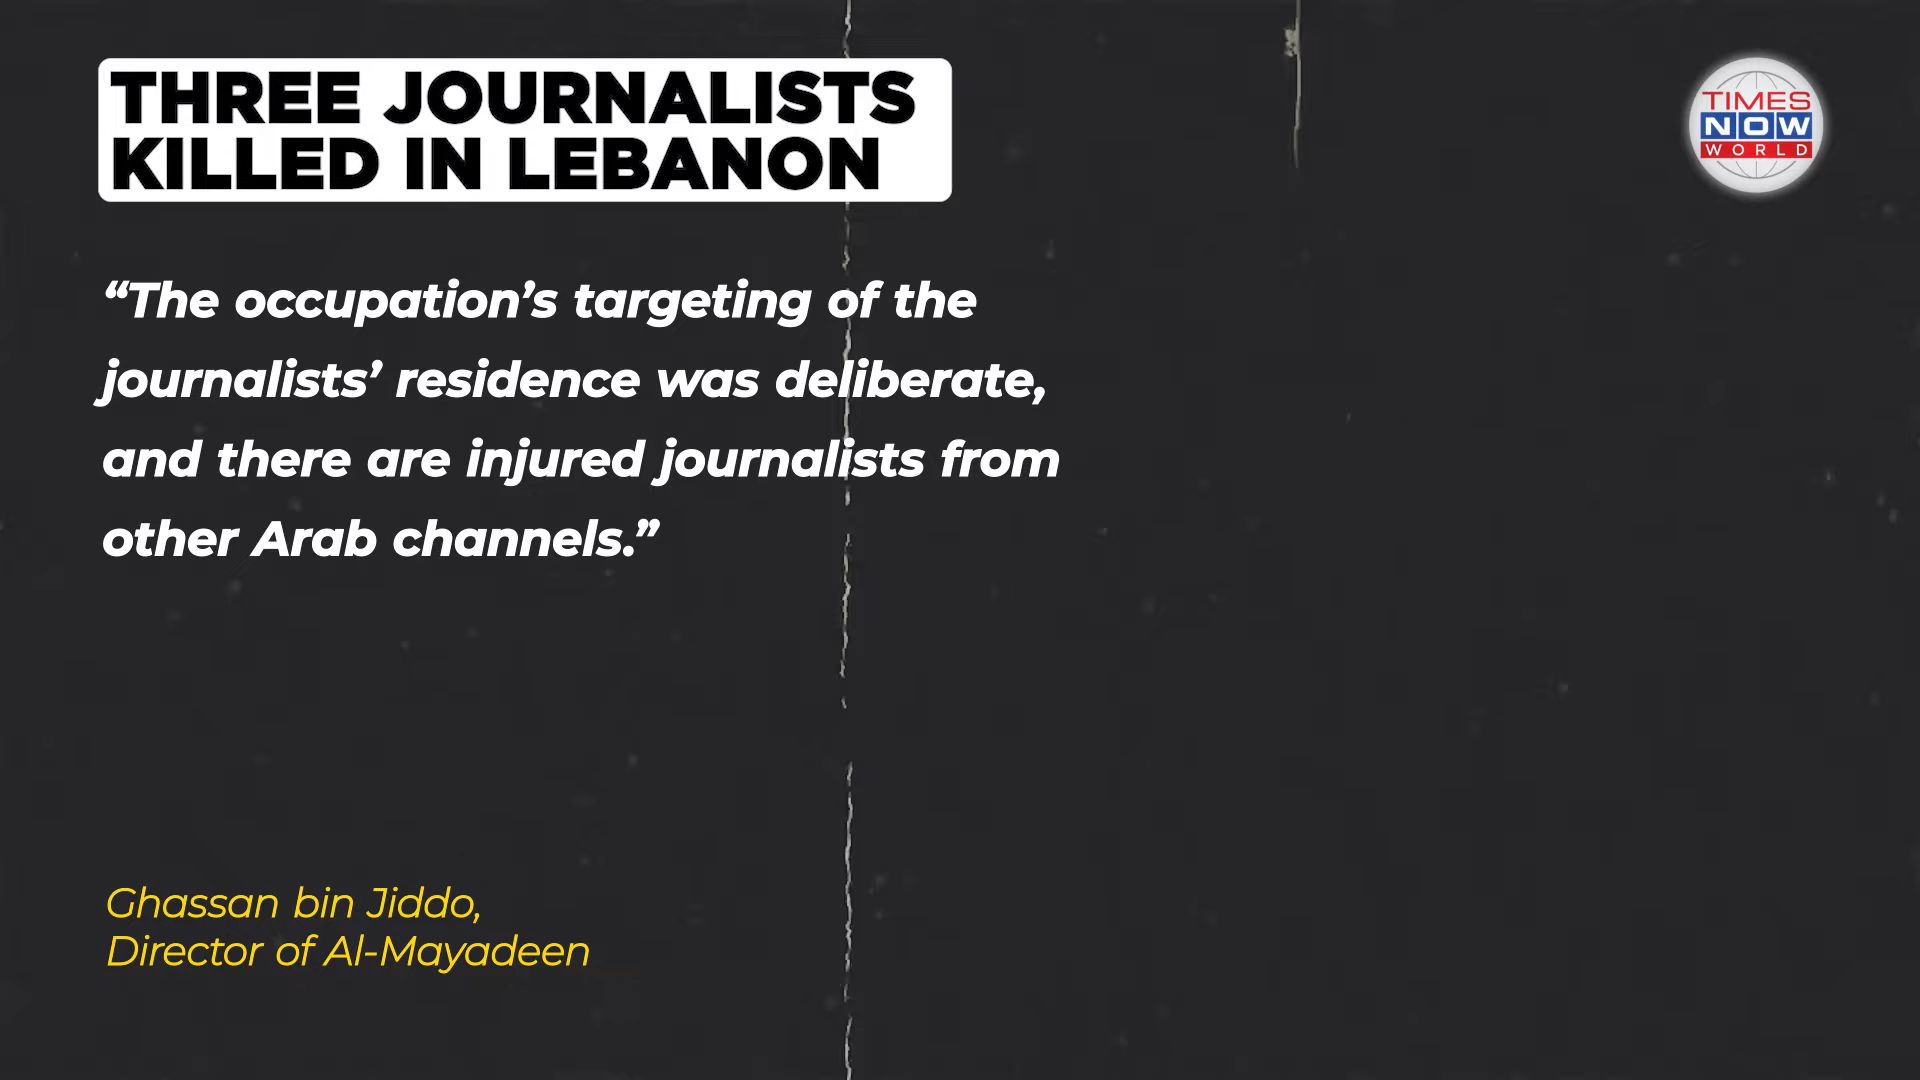 THREE JOURNALISTS
KILLED IN LEBANON
TIMES
NOW
WORLD
“The occupation’s targeting of the
journalists’ residence was deliberate,
and there are injured journalists from
other Arab channels.”
Ghassan bin Jiddo,
Director of Al-Mayadeen